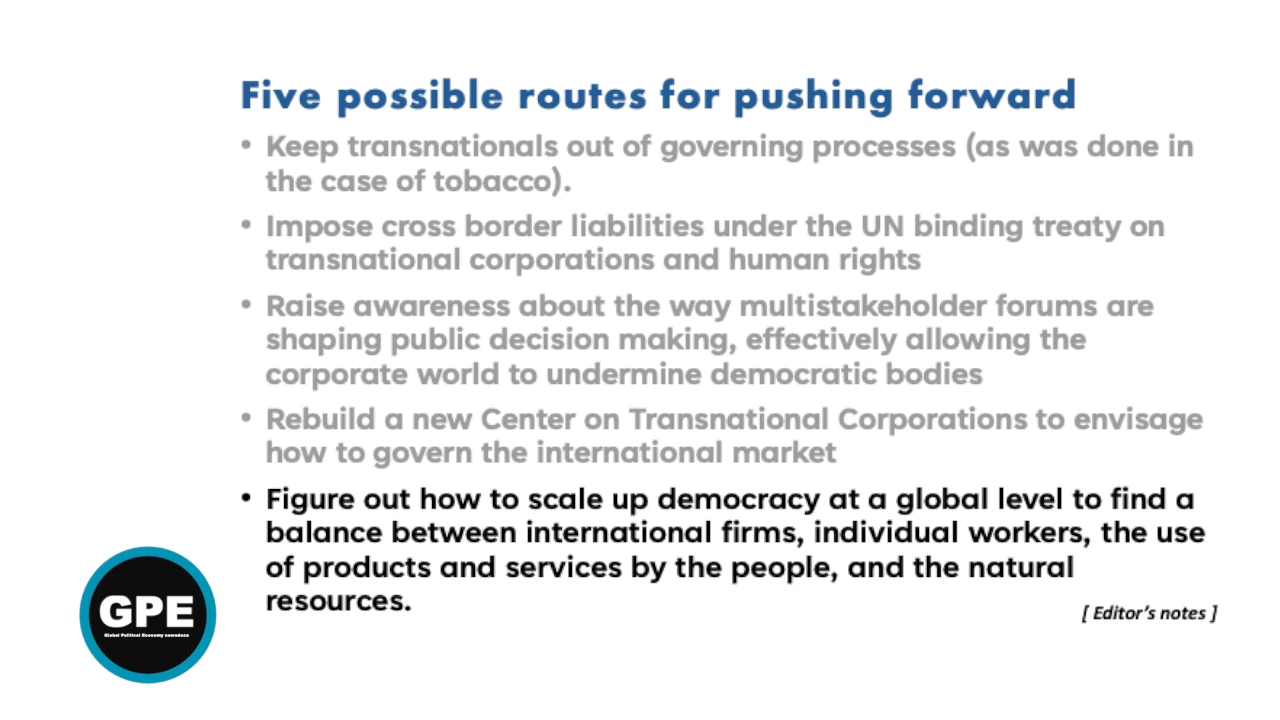 Five possible routes for pushing forward
• Keep transnationals out of governing processes (as was done in
the case of tobacco).
• Impose cross border liabilities under the UN binding treaty on
transnational corporations and human rights
• Raise awareness about the way multistakeholder forums are
shaping public decision making, effectively allowing the
corporate world to undermine democratic bodies
• Rebuild a new Center on Transnational Corporations to envisage
how to govern the international market
• Figure out how to scale up democracy at a global level to find a
balance between international firms, individual workers, the use
of products and services by the people, and the natural
resources.
[ Editor's notes ]
GPE
Global Political Economy newsdocs